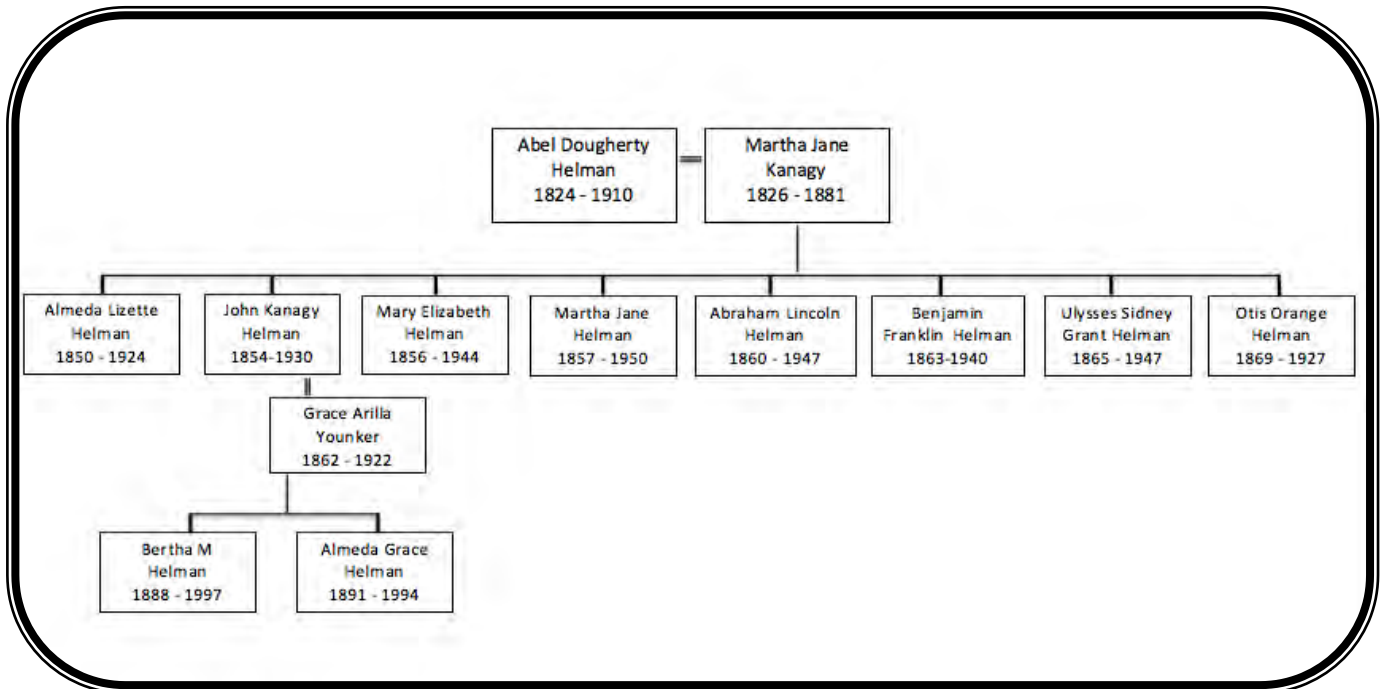 Abel Dougherty
Helman
1824 - 1910
Martha Jane
Kanagy
1826 - 1881
Almeda Lizette
Helman
1850 - 1924
John Kanagy
Helman
1854-1930
Mary Elizabeth
Helman
1856 - 1944
Martha Jane
Helman
1857 - 1950
Abraham Lincoln
Helman
1860 - 1947
Benjamin
Franklin Helman
1863-1940
Ulysses Sidney
Grant Helman
1865 - 1947
Otis Orange
Helman
1869 - 1927
Grace Arilla
Younker
1862 - 1922
Bertha M
Helman
1888 - 1997
Almeda Grace
Helman
1891 - 1994